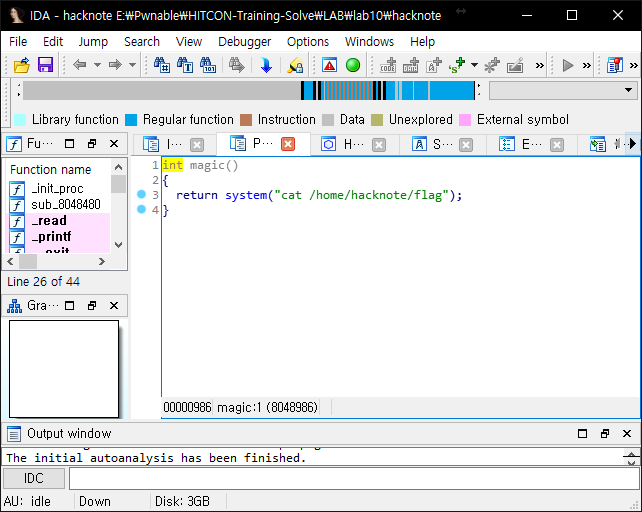 IDA - hacknote E:₩Pwnable₩HITCON-Training-Solve₩LAB₩lab10₩hacknote
File Edit Jump Search View Debugger Options Windows Help
Library function Regular function Instruction Data Unexplored External symbol
Fu⋯ I⋯ P⋯ H⋯ S⋯ E⋯
Function name
_init_proc
sub_8048480
_read
_printf
Line 26 of 44
Gra⋯
1 int magic()
2 {
3 return system("cat /home/hacknote/flag");
4 }
00000986 magic:1 (8048986)
Output window
The initial autoanalysis has been finished.
IDC
AU: idle Down Disk: 3GB